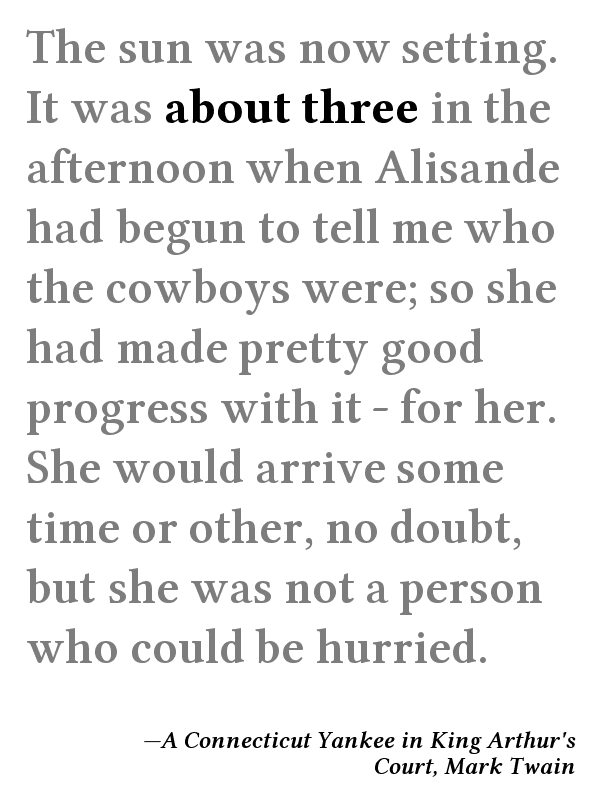 The sun was now setting.
It was about three in the
afternoon when Alisande
had begun to tell me who
the cowboys were; so she
had made pretty good
progress with it - for her.
She would arrive some
time or other, no doubt,
but she was not a person
who could be hurried.
—A Connecticut Yankee in King Arthur's
Court, Mark Twain